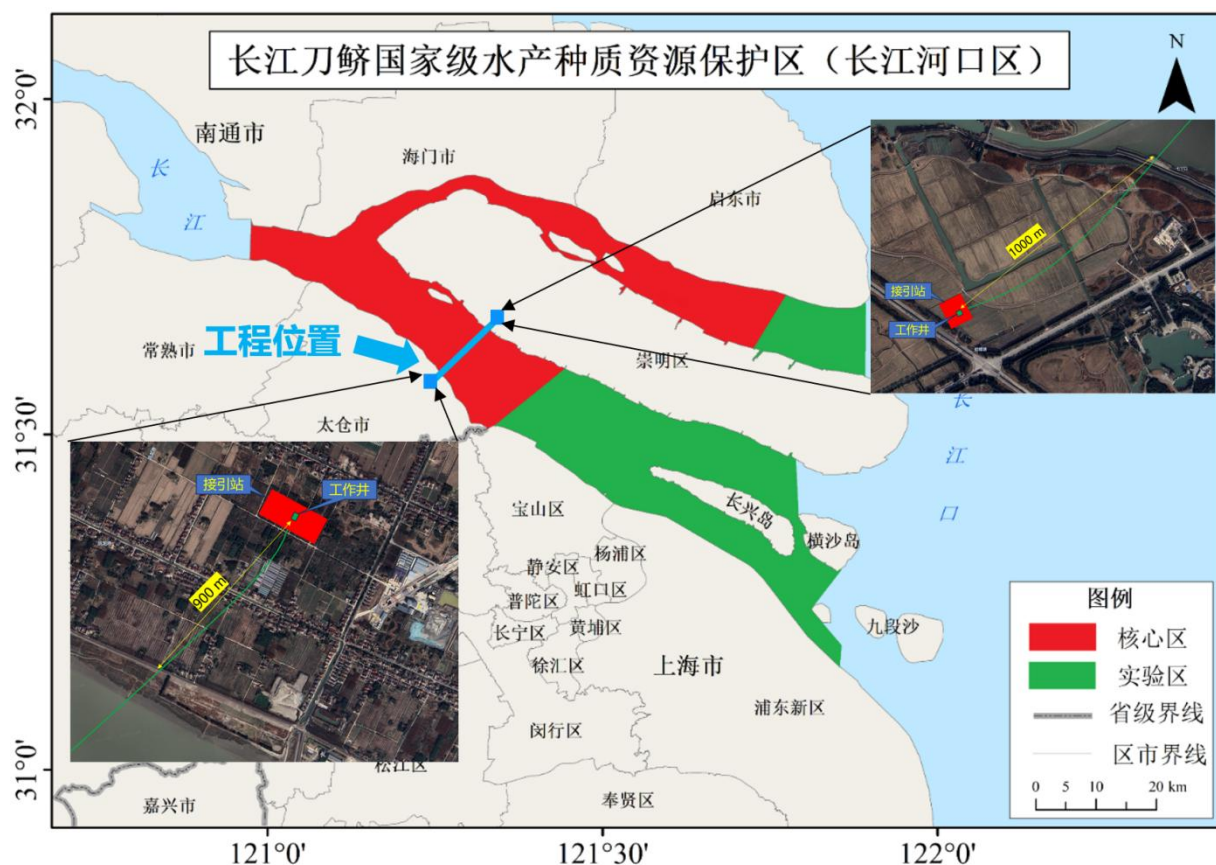 长江刀鲚国家级水产种质资源保护区（长江河口区）
N
32°0'
31°30'
31°0'
南通市
长
江
海门市
启东市
1000 m
接引站
工作井
工程位置
常熟市
崇明区
太仓市
长
江
口
接引站
工作井
900 m
宝山区
长兴岛
横沙岛
杨浦区
静安区
虹口区
普陀区
长宁区
黄埔区
徐汇区
上海市
九段沙
浦东新区
闵行区
松江区
奉贤区
嘉兴市
图例
核心区
实验区
省级界线
区市界线
0 5 10 20 km
121°0'
121°30'
122°0'